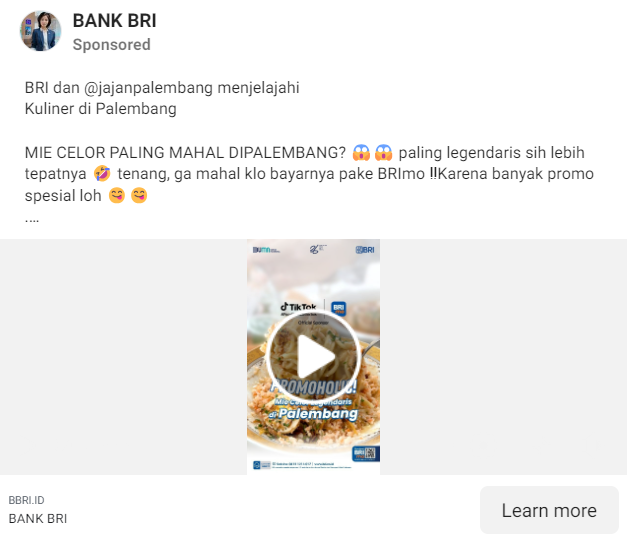 BANK BRI
Sponsored
BRI dan @jajanpalembang menjelajahi
Kuliner di Palembang
MIE CELOR PALING MAHAL DIPALEMBANG? 😱 😱 paling legendaris sih lebih
tepatnya 🤣 tenang, ga mahal klo bayarnya pake BRImo ‼Karena banyak promo
spesial loh 😋 😋
....
BRI
TikTok
BRI
PROMOHOLIC!
Mie Celor Legendaris
di Palembang
BBRI.ID
BANK BRI
Learn more